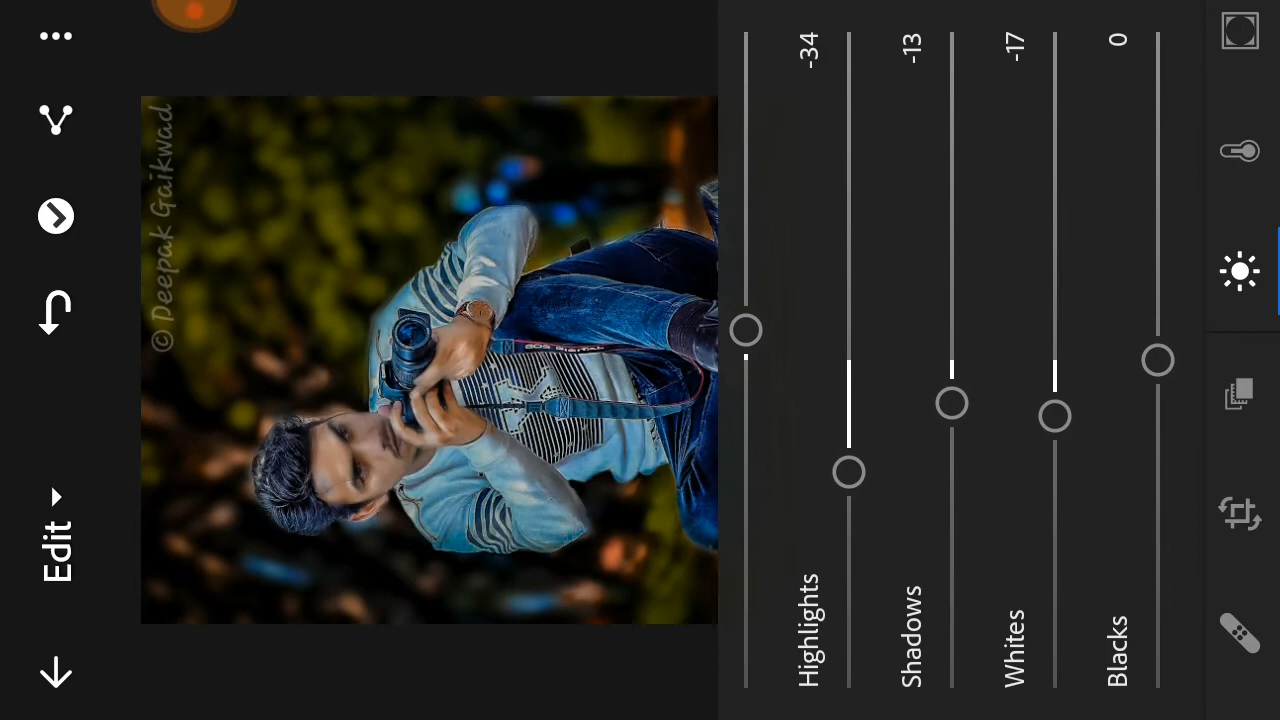 Edit
© Deepak Gaikwad
Highlights -34
Shadows -13
Whites -17
Blacks 0